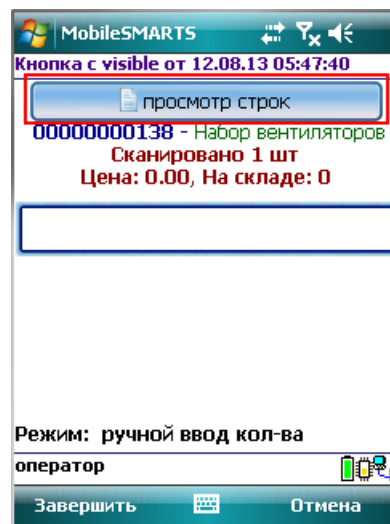 MobileSMARTS
Кнопка с visible от 12.08.13 05:47:40
просмотр строк
00000000138 - Набор вентиляторов
Сканировано 1 шт
Цена: 0.00, На складе: 0
Режим: ручной ввод кол-ва
оператор
Завершить
Отмена